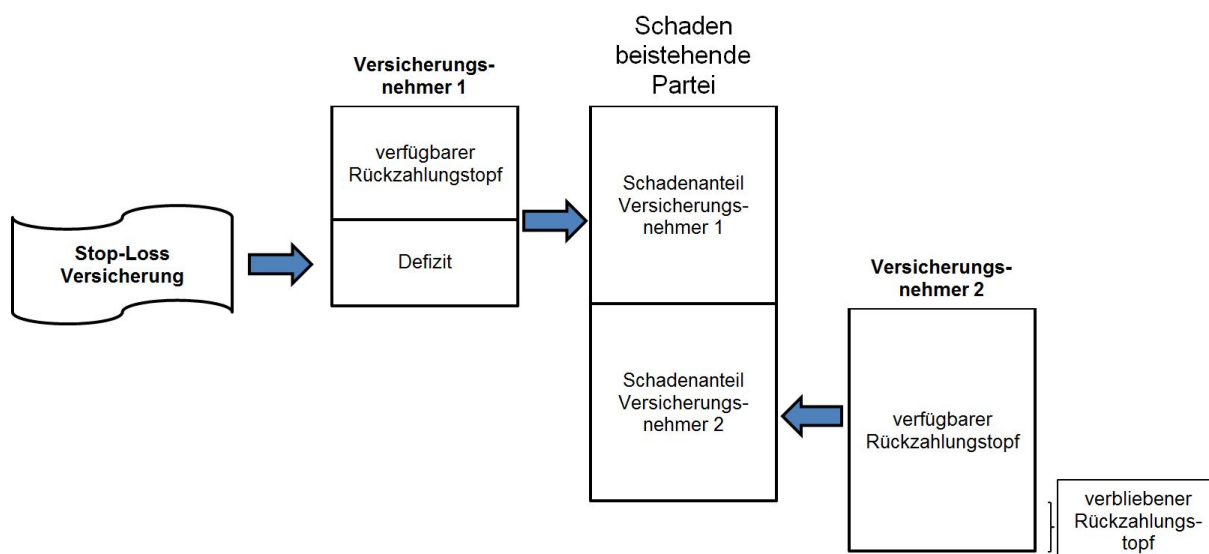 Schaden
beistehende
Partei
Versicherungs-
nehmer 1
verfügbarer
Rückzahlungstopf
Schadenanteil
Versicherungs-
nehmer 1
Stop-Loss
Versicherung
Defizit
Versicherungs-
nehmer 2
Schadenanteil
Versicherungs-
nehmer 2
verfügbarer
Rückzahlungstopf
verbliebener
Rückzahlungs-
topf